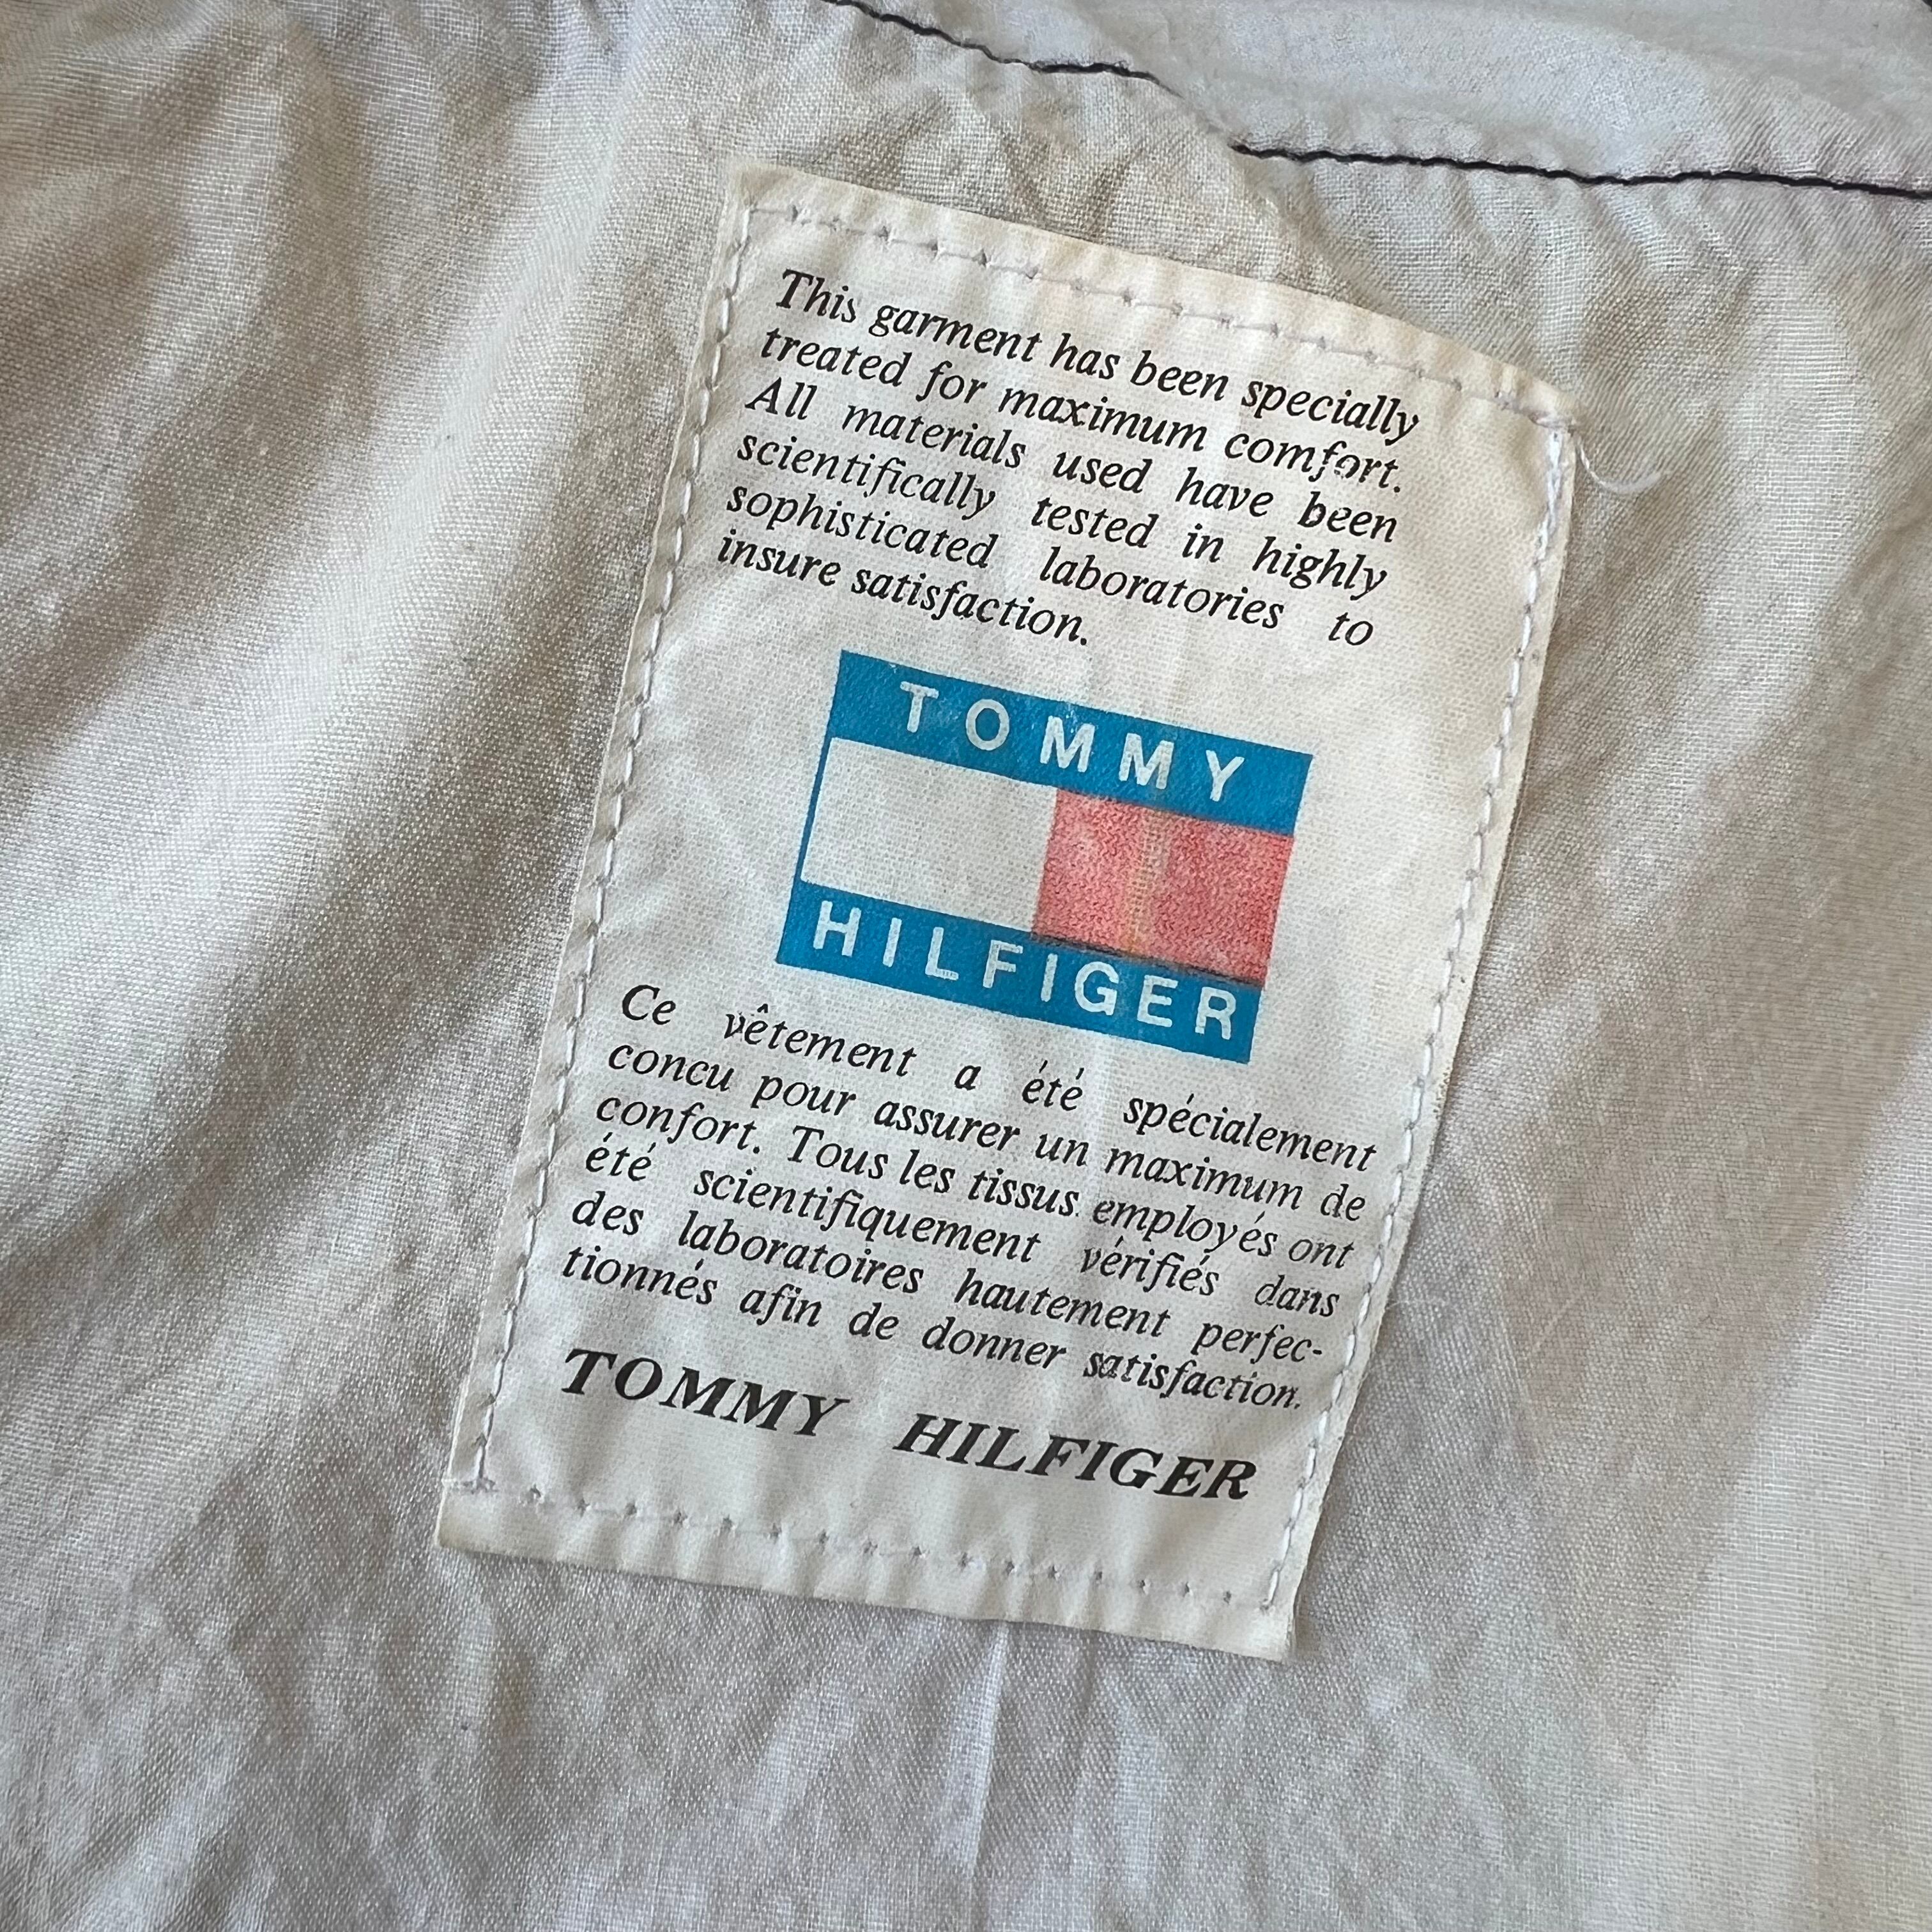 This garment has been specially
treated for maximum comfort.
All materials used have been
scientifically tested in highly
sophisticated laboratories to
insure satisfaction.
TOMMY
HILFIGER
Ce vêtement a été spécialement
concu pour assurer un maximum de
confort. Tous les tissus employés ont
été scientifiquement vérifiés dans
des laboratoires hautement perfec-
tionnés afin de donner satisfaction.
TOMMY HILFIGER